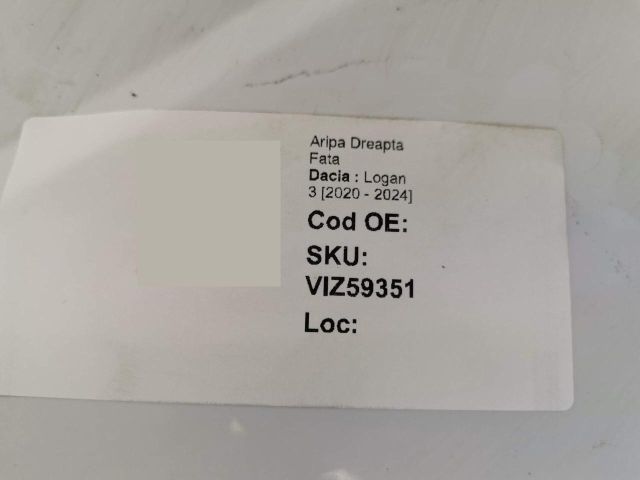 Aripa Dreapta
Fata
Dacia : Logan
3 [2020 - 2024]
Cod OE:
SKU:
VIZ59351
Loc: